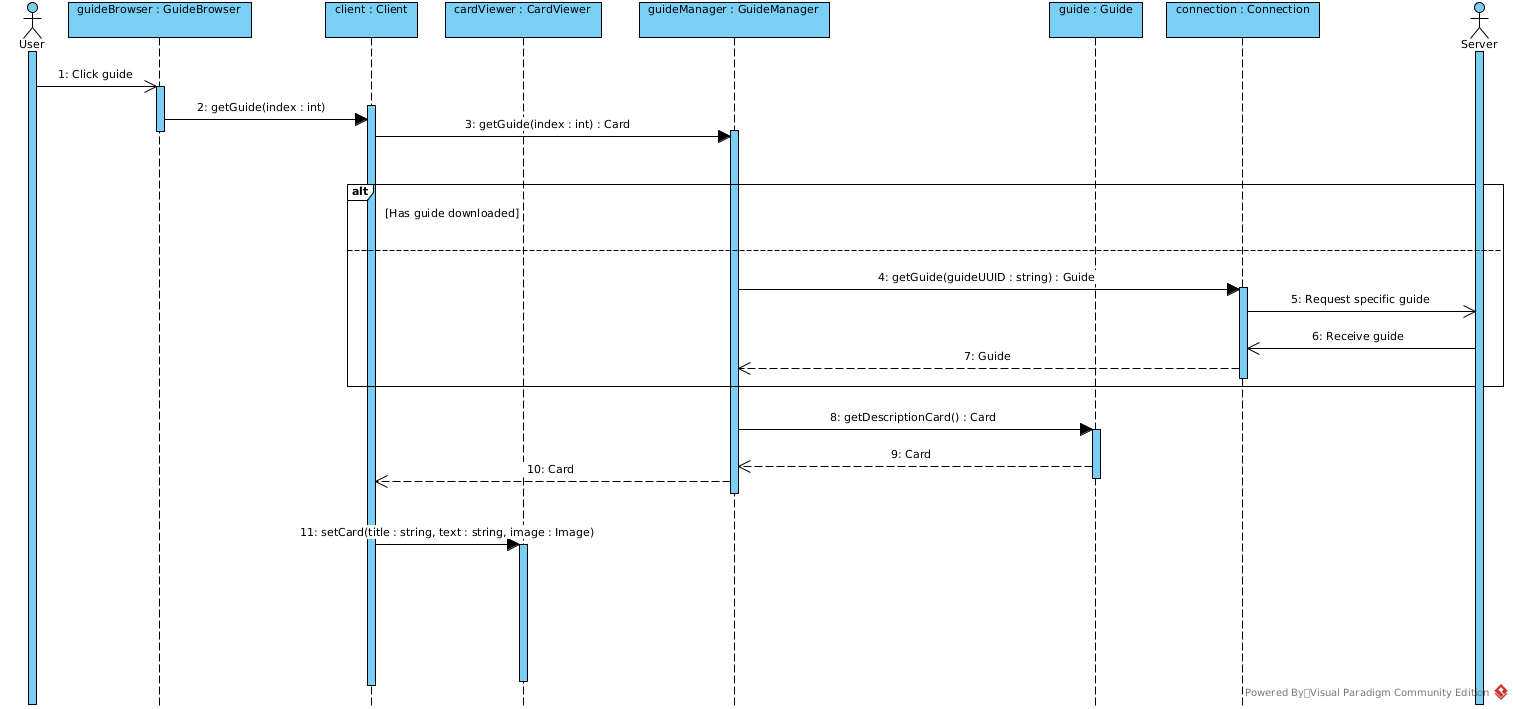 guideBrowser : GuideBrowser
client : Client
cardViewer : CardViewer
guideManager : GuideManager
guide : Guide
connection : Connection
User
Server
1: Click guide
2: getGuide(index : int)
3: getGuide(index : int) : Card
alt
[Has guide downloaded]
4: getGuide(guideUUID : string) : Guide
5: Request specific guide
6: Receive guide
7: Guide
8: getDescriptionCard() : Card
9: Card
10: Card
11: setCard(title : string, text : string, image : Image)
Powered By Visual Paradigm Community Edition